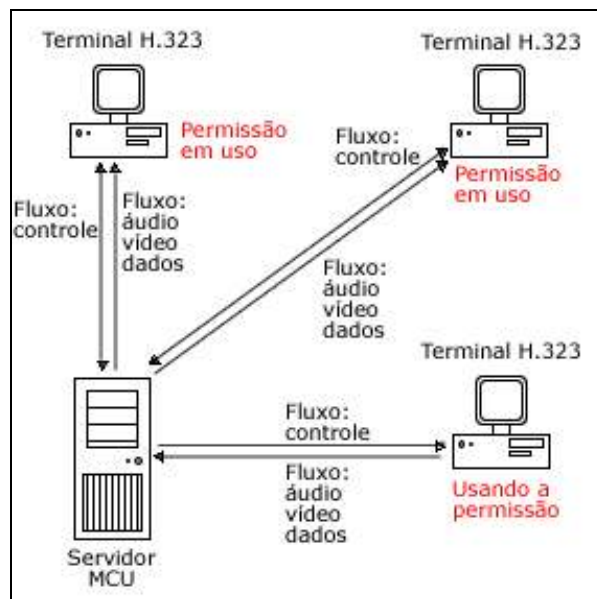 Terminal H.323
Permissão
em uso
Terminal H.323
Permissão
em uso
Fluxo:
controle
Fluxo:
controle
Fluxo:
áudio
vídeo
dados
Fluxo:
áudio
vídeo
dados
Terminal H.323
Fluxo:
controle
Fluxo:
áudio
vídeo
dados
Usando a
permissão
Servidor
MCU